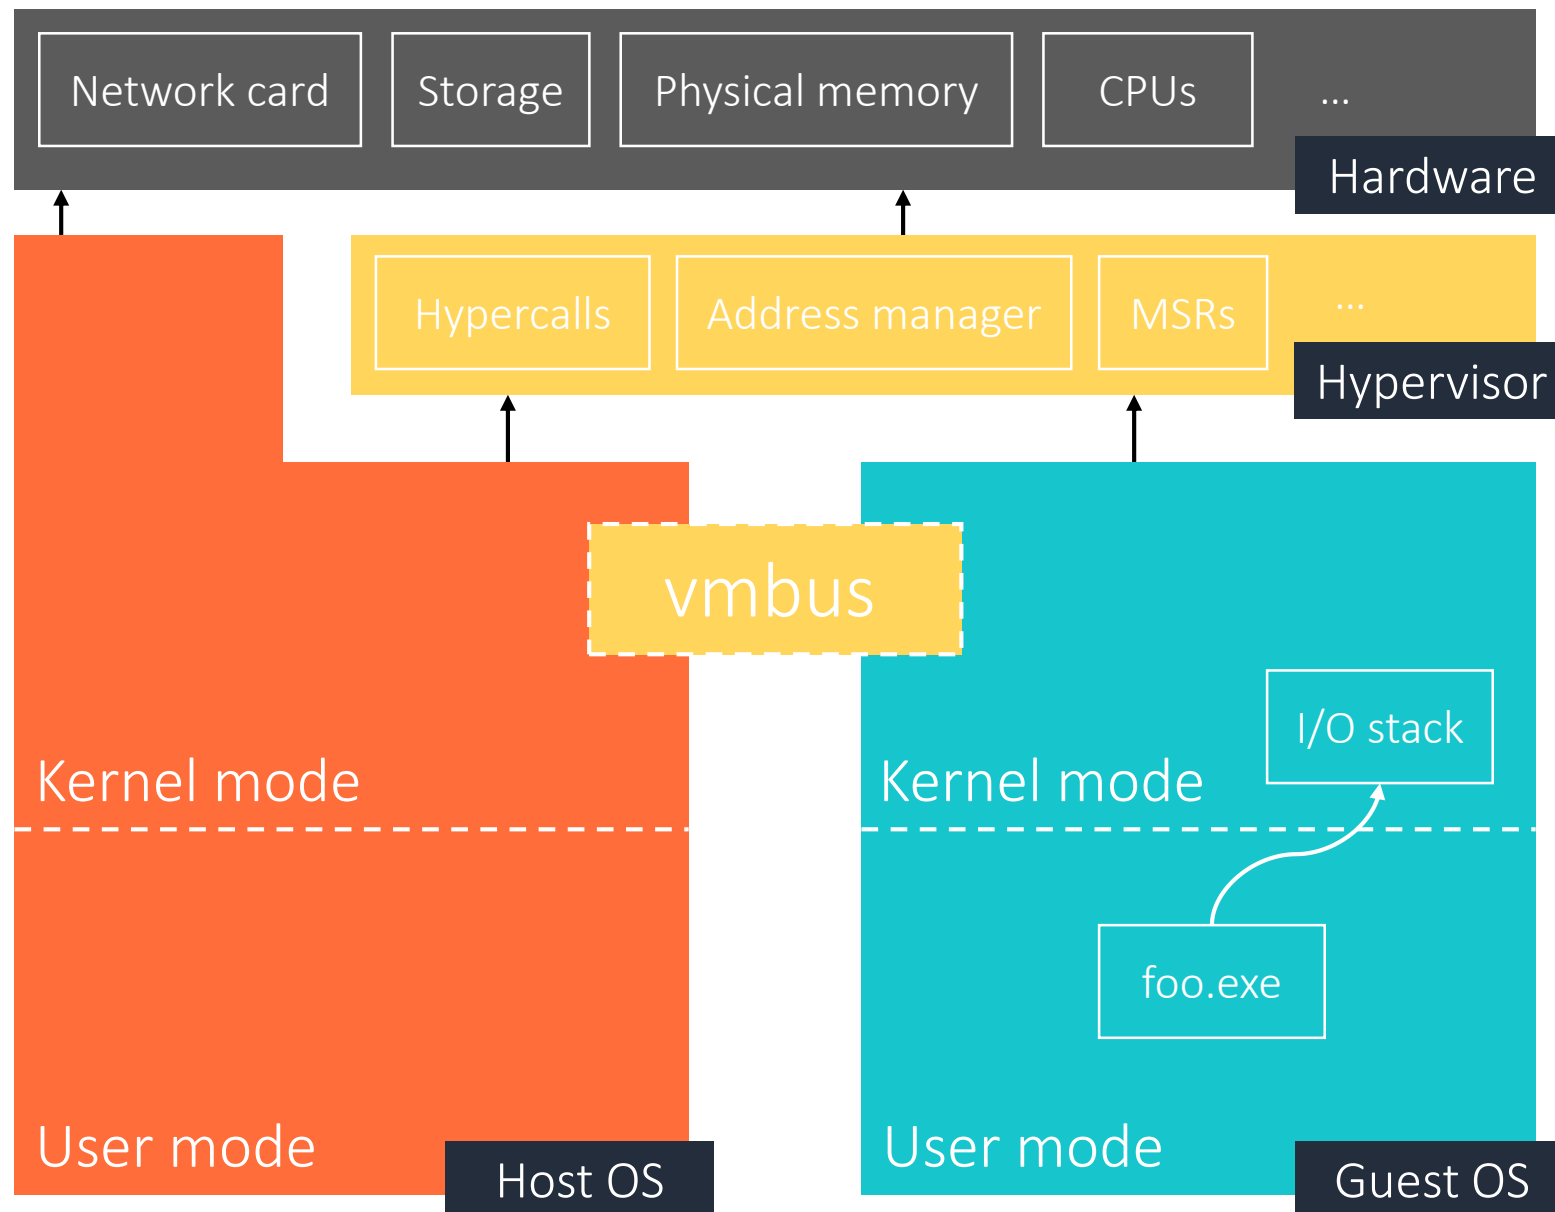 Network card
Storage
Physical memory
CPUs
...
Hardware
Hypercalls
Address manager
MSRs
...
Hypervisor
vmbus
I/O stack
Kernel mode
Kernel mode
foo.exe
User mode
User mode
Host OS
Guest OS